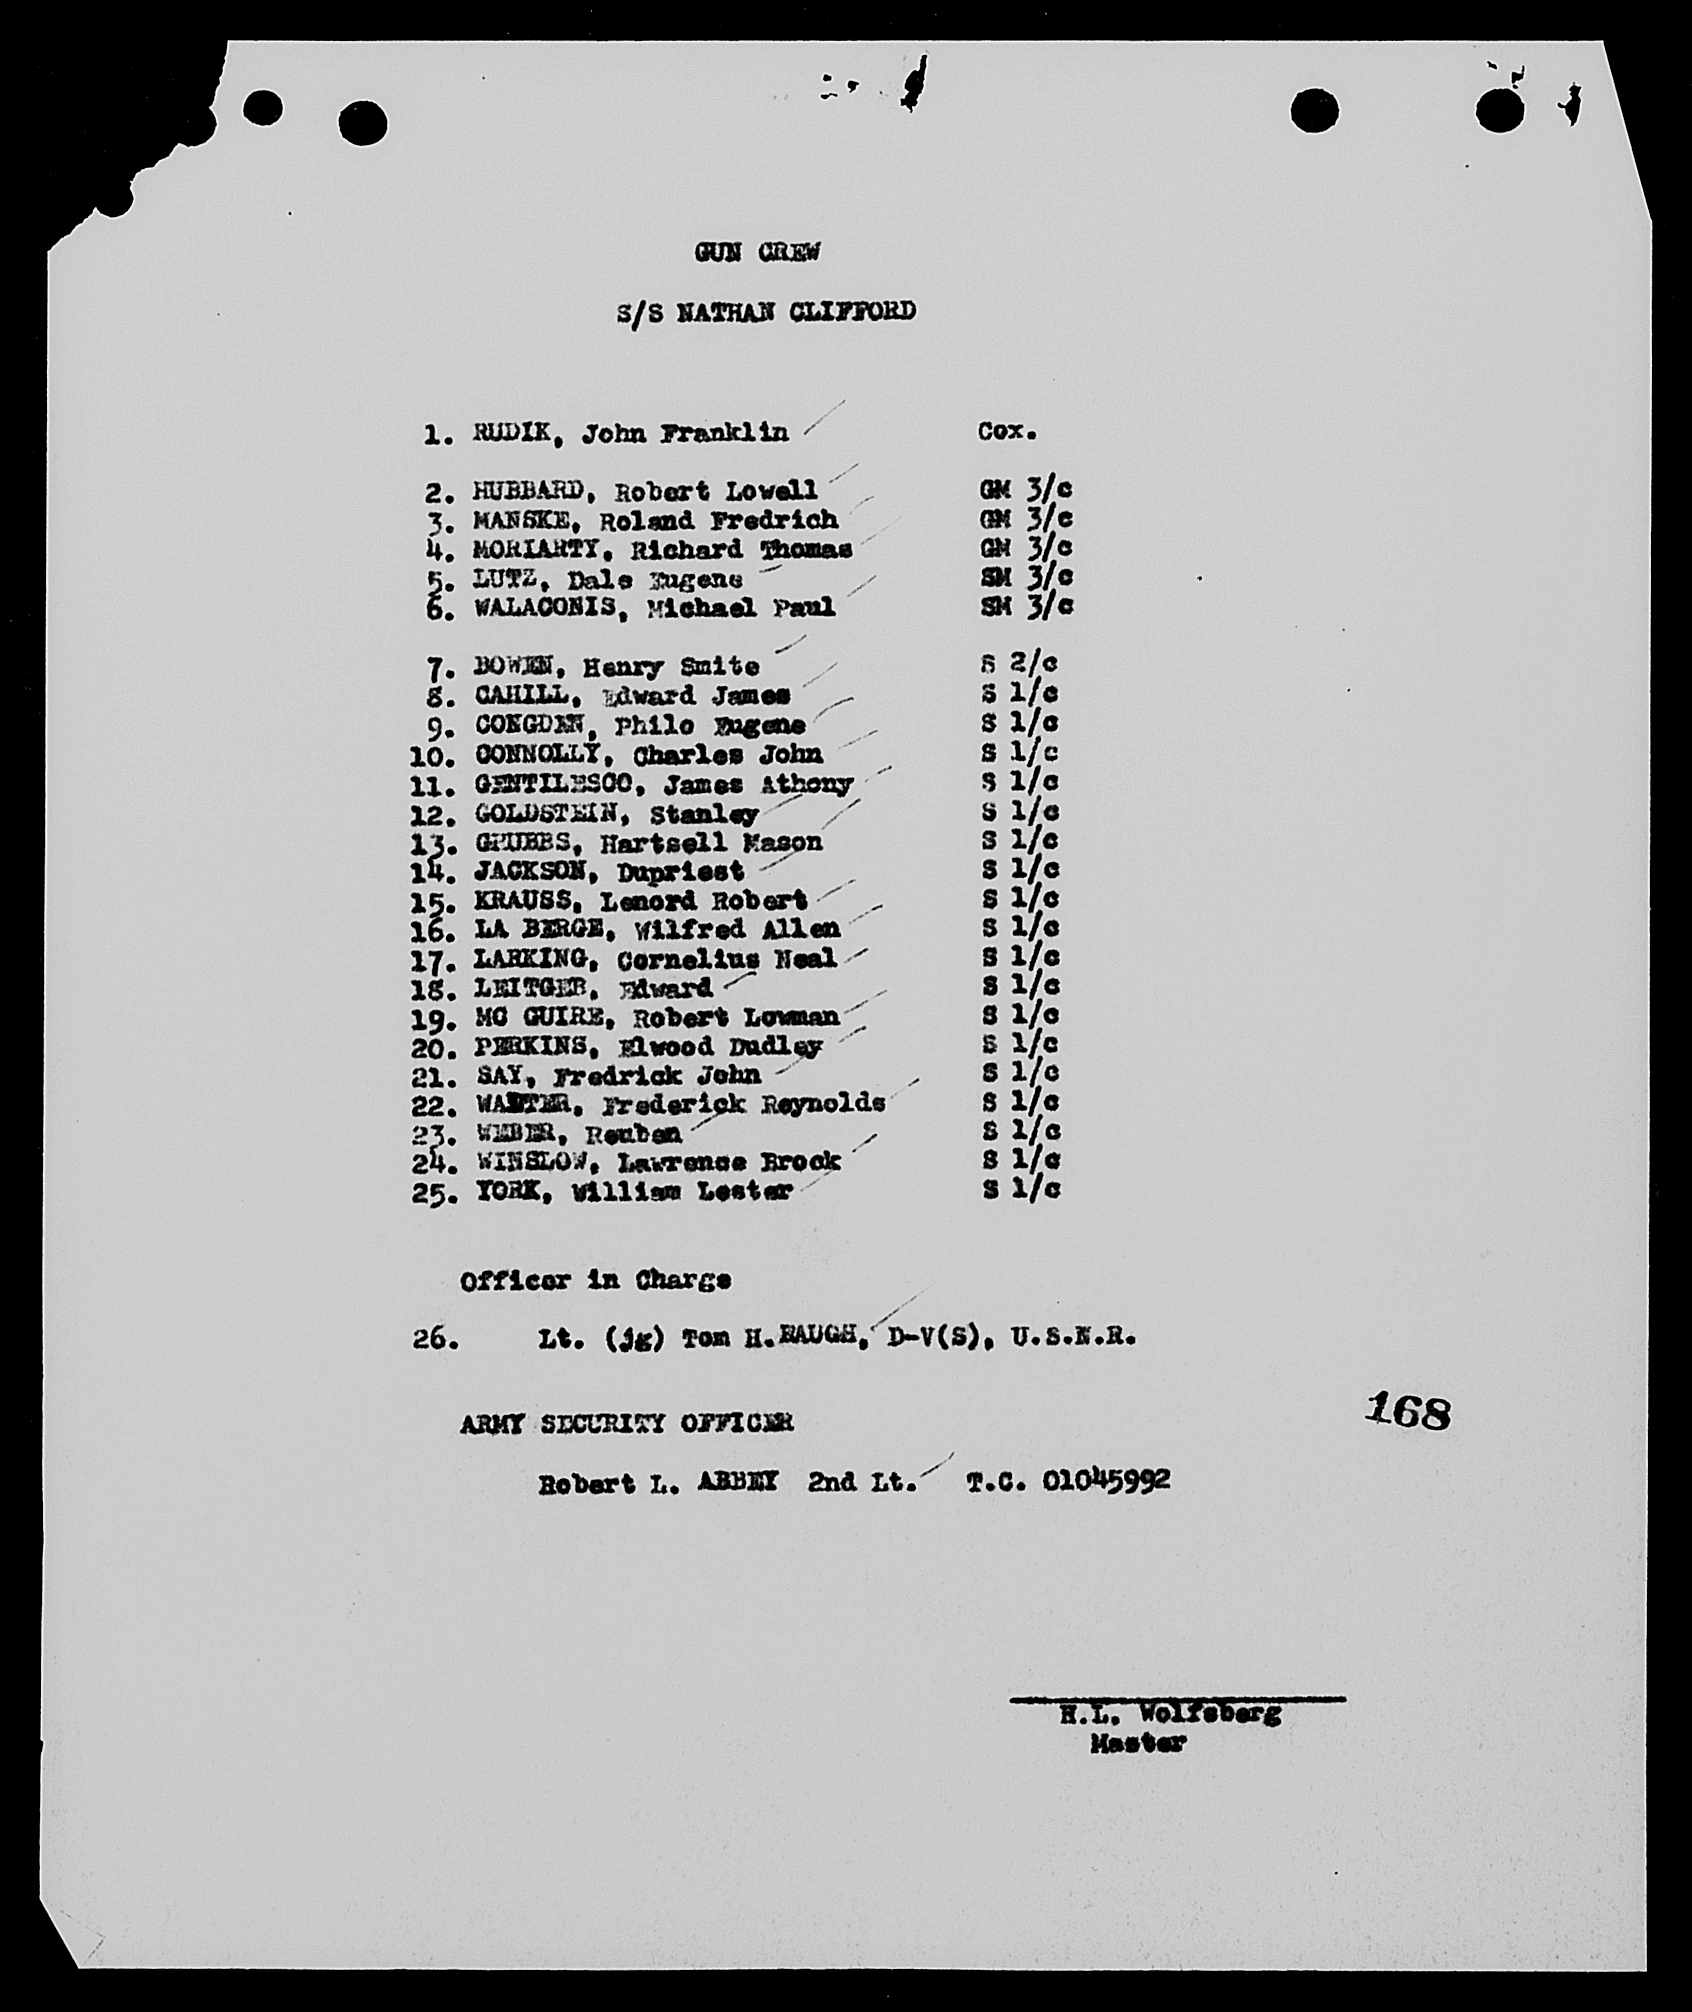 GUN CREW
S/S NATHAN CLIFFORD
1. RUDIK, John Franklin Cox.
2. HUBBARD, Robert Lowell GM 3/c
3. MANSKE, Roland Fredrich GM 3/c
4. MORIARTY, Richard Thomas GM 3/c
5. LUTZ, Dale Eugene SM 3/c
6. WALACONIS, Michael Paul SM 3/c
7. BOWEN, Henry Smite S 2/c
8. CAHILL, Edward James S 1/c
9. CONGDEN, Philo Eugene S 1/c
10. CONNOLLY, Charles John S 1/c
11. GENTILESCO, James Athony S 1/c
12. GOLDSTEIN, Stanley S 1/c
13. GRUBBS, Hartsell Mason S 1/c
14. JACKSON, Dupriest S 1/c
15. KRAUSS, Lenord Robert S 1/c
16. LA BERGE, Wilfred Allen S 1/c
17. LARKING, Cornelius Neal S 1/c
18. LEITGEB, Edward S 1/c
19. MC GUIRE, Robert Lowman S 1/c
20. PERKINS, Elwood Dudley S 1/c
21. SAY, Fredrick John S 1/c
22. Frederick Reynolds S 1/c
23. WEBER, Reuben S 1/c
24. WINSLOW, Lawrence Brock S 1/c
25. YORK, William Lester S 1/c
Officer in Charge
26. Lt. (jg) Tom H. BAUGH, D-V(S), U.S.N.R.
168
ARMY SECURITY OFFICER
Robert L. ABBEY 2nd Lt. T.C. 01045992
H.L. Wolfsberg
Master